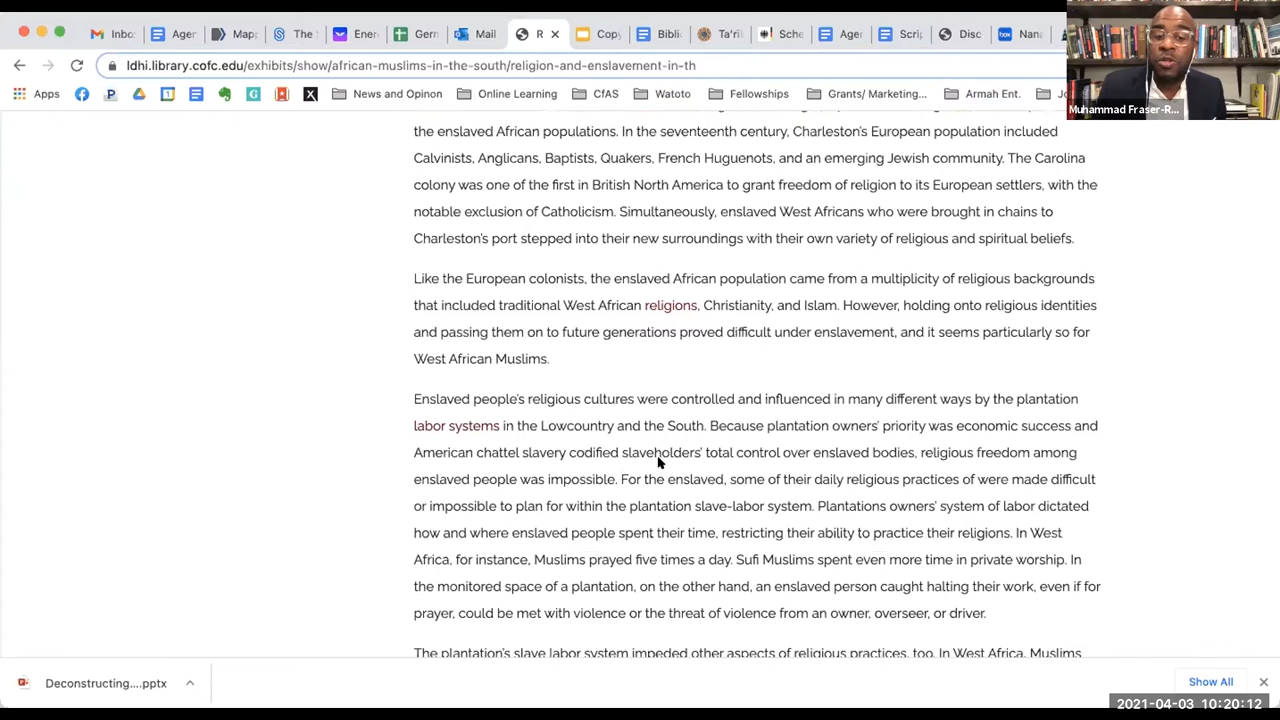 Inbo
Ager
Mapp
The
Ene
Geri
Mail
R
Copy
Bibli
Ta'ri
Sche
Ager
Scri
Disc
Nan
ldhi.library.cofc.edu/exhibits/show/african-muslims-in-the-south/religion-and-enslavement-in-th
Apps
News and Opinon
Online Learning
CfAS
Watoto
Fellowships
Grants/ Marketing...
Armah Ent.
Muhammad Fraser-R...
the enslaved African populations. In the seventeenth century, Charleston's European population included
Calvinists, Anglicans, Baptists, Quakers, French Huguenots, and an emerging Jewish community. The Carolina
colony was one of the first in British North America to grant freedom of religion to its European settlers, with the
notable exclusion of Catholicism. Simultaneously, enslaved West Africans who were brought in chains to
Charleston's port stepped into their new surroundings with their own variety of religious and spiritual beliefs.
Like the European colonists, the enslaved African population came from a multiplicity of religious backgrounds
that included traditional West African religions, Christianity, and Islam. However, holding onto religious identities
and passing them on to future generations proved difficult under enslavement, and it seems particularly so for
West African Muslims.
Enslaved people's religious cultures were controlled and influenced in many different ways by the plantation
labor systems in the Lowcountry and the South. Because plantation owners' priority was economic success and
American chattel slavery codified slaveholders' total control over enslaved bodies, religious freedom among
enslaved people was impossible. For the enslaved, some of their daily religious practices of were made difficult
or impossible to plan for within the plantation slave-labor system. Plantations owners' system of labor dictated
how and where enslaved people spent their time, restricting their ability to practice their religions. In West
Africa, for instance, Muslims prayed five times a day. Sufi Muslims spent even more time in private worship. In
the monitored space of a plantation, on the other hand, an enslaved person caught halting their work, even if for
prayer, could be met with violence or the threat of violence from an owner, overseer, or driver.
The plantation's slave labor system impeded other aspects of religious practices, too. In West Africa, Muslims
Deconstructing....pptx
Show All
2021-04-03 10:20:12